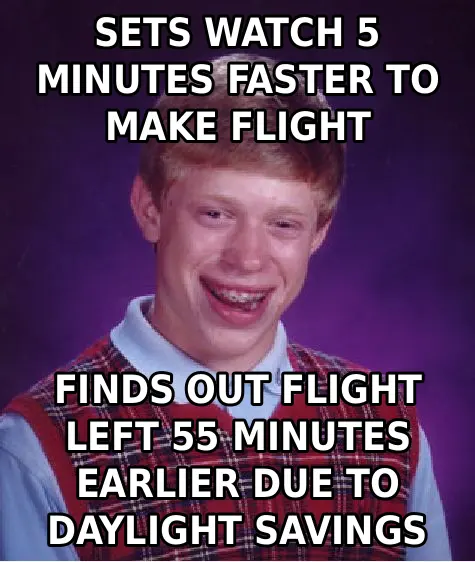 SETS WATCH 5
MINUTES FASTER TO
MAKE FLIGHT
FINDS OUT FLIGHT
LEFT 55 MINUTES
EARLIER DUE TO
DAYLIGHT SAVINGS